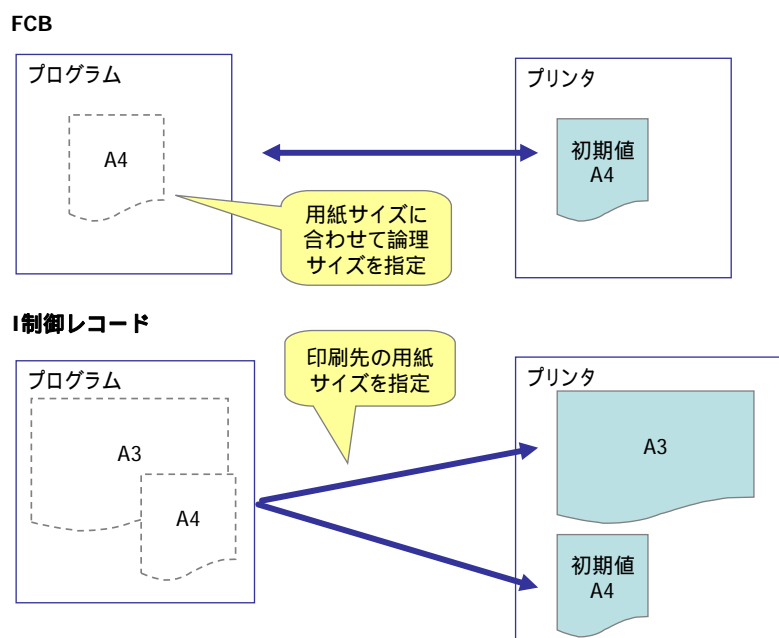 FCB
プログラム
プリンタ
A4
初期値
A4
用紙サイズに
合わせて論理
サイズを指定
I制御レコード
印刷先の用紙
サイズを指定
プログラム
プリンタ
A3
A3
A4
初期値
A4